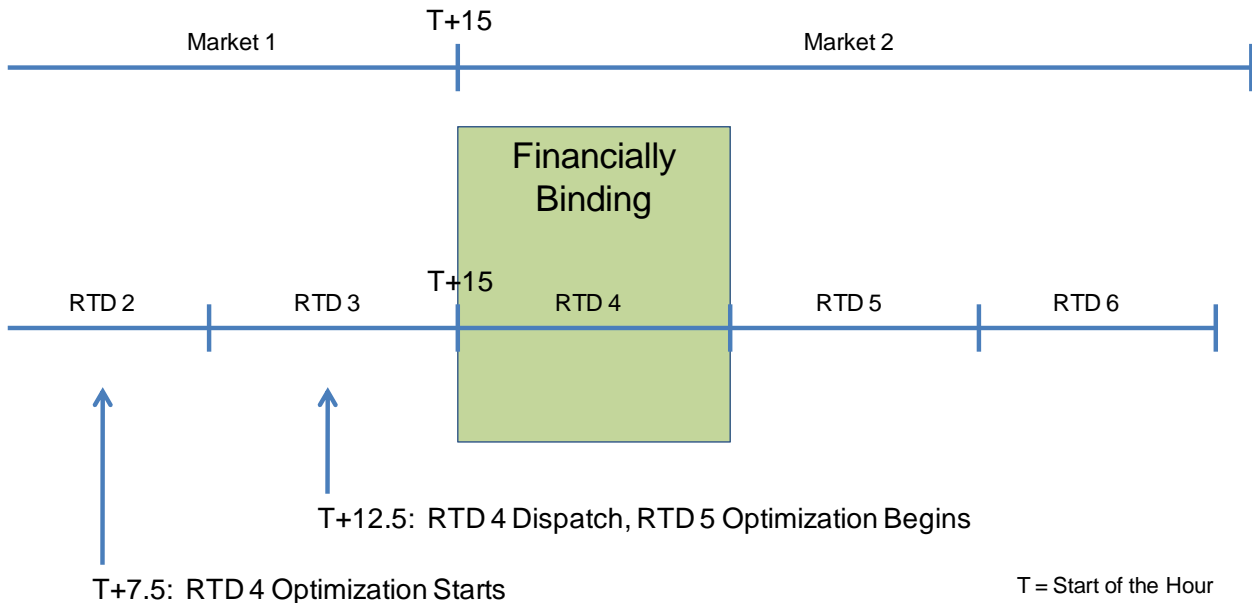 T+15
Market 1
Market 2
Financially
Binding
T+15
RTD 2
RTD 3
RTD 4
RTD 5
RTD 6
T+12.5: RTD 4 Dispatch, RTD 5 Optimization Begins
T+7.5: RTD 4 Optimization Starts
T = Start of the Hour